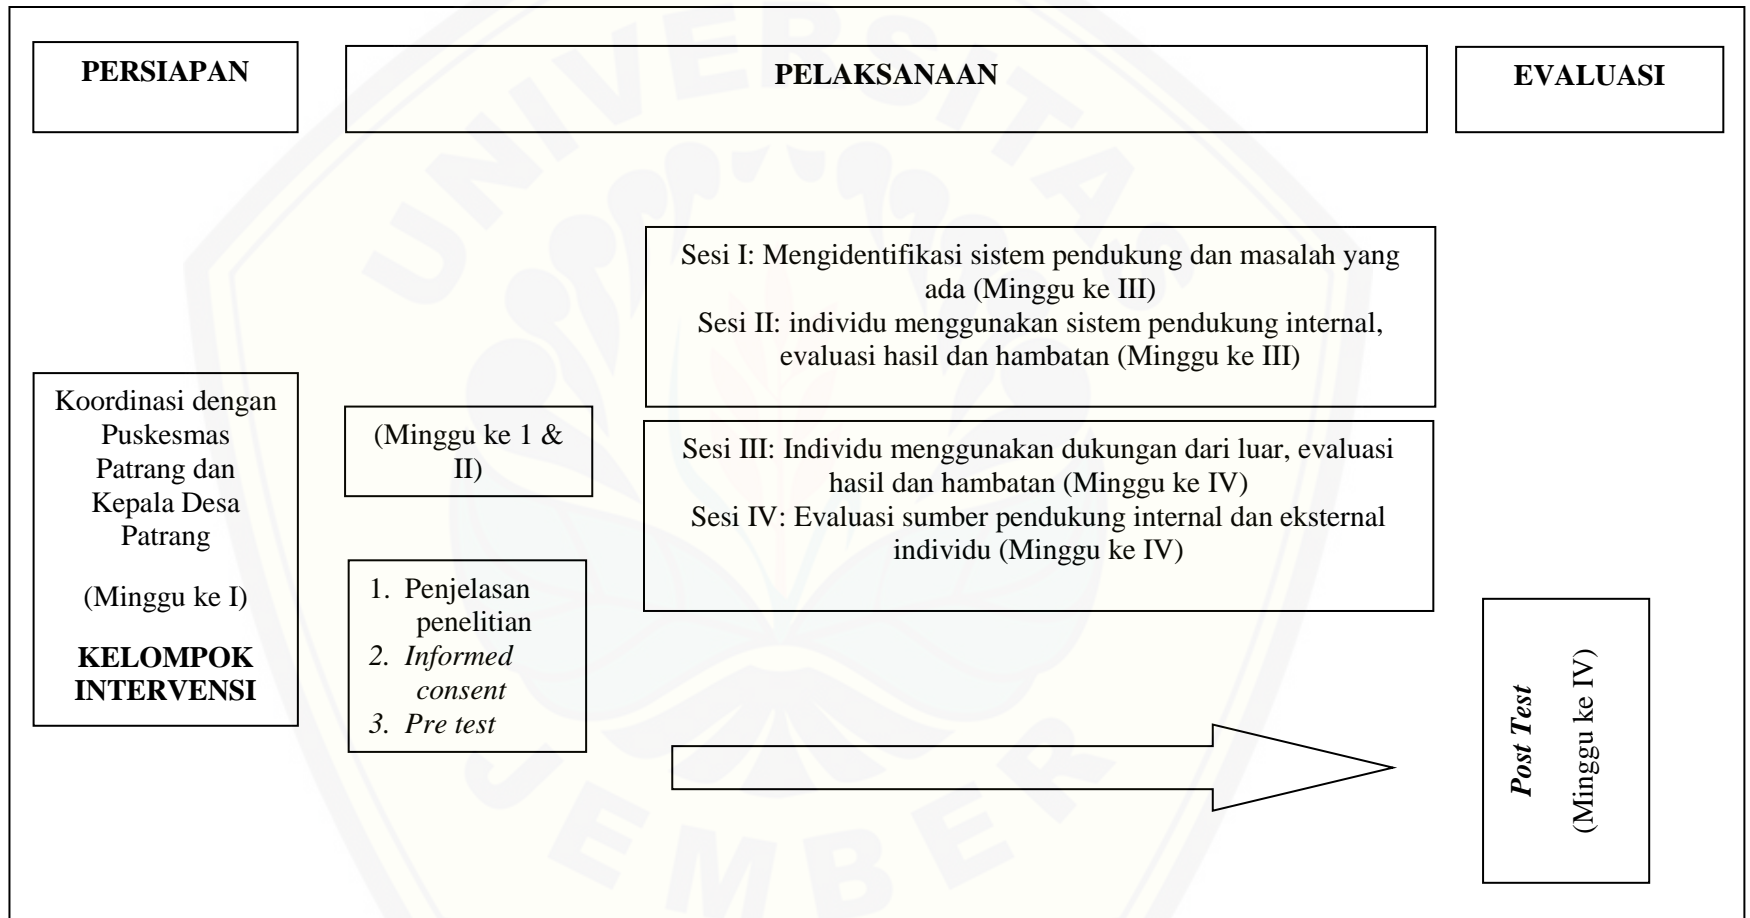 PERSIAPAN
PELAKSANAAN
EVALUASI
Koordinasi dengan
Puskesmas
Patrang dan
Kepala Desa
Patrang
(Minggu ke I)
KELOMPOK
INTERVENSI
(Minggu ke 1 &
II)
1. Penjelasan
penelitian
2. Informed
consent
3. Pre test
Sesi I: Mengidentifikasi sistem pendukung dan masalah yang
ada (Minggu ke III)
Sesi II: individu menggunakan sistem pendukung internal,
evaluasi hasil dan hambatan (Minggu ke III)
Sesi III: Individu menggunakan dukungan dari luar, evaluasi
hasil dan hambatan (Minggu ke IV)
Sesi IV: Evaluasi sumber pendukung internal dan eksternal
individu (Minggu ke IV)
Post Test
(Minggu ke IV)
UNIVERSITAS
JEMBER